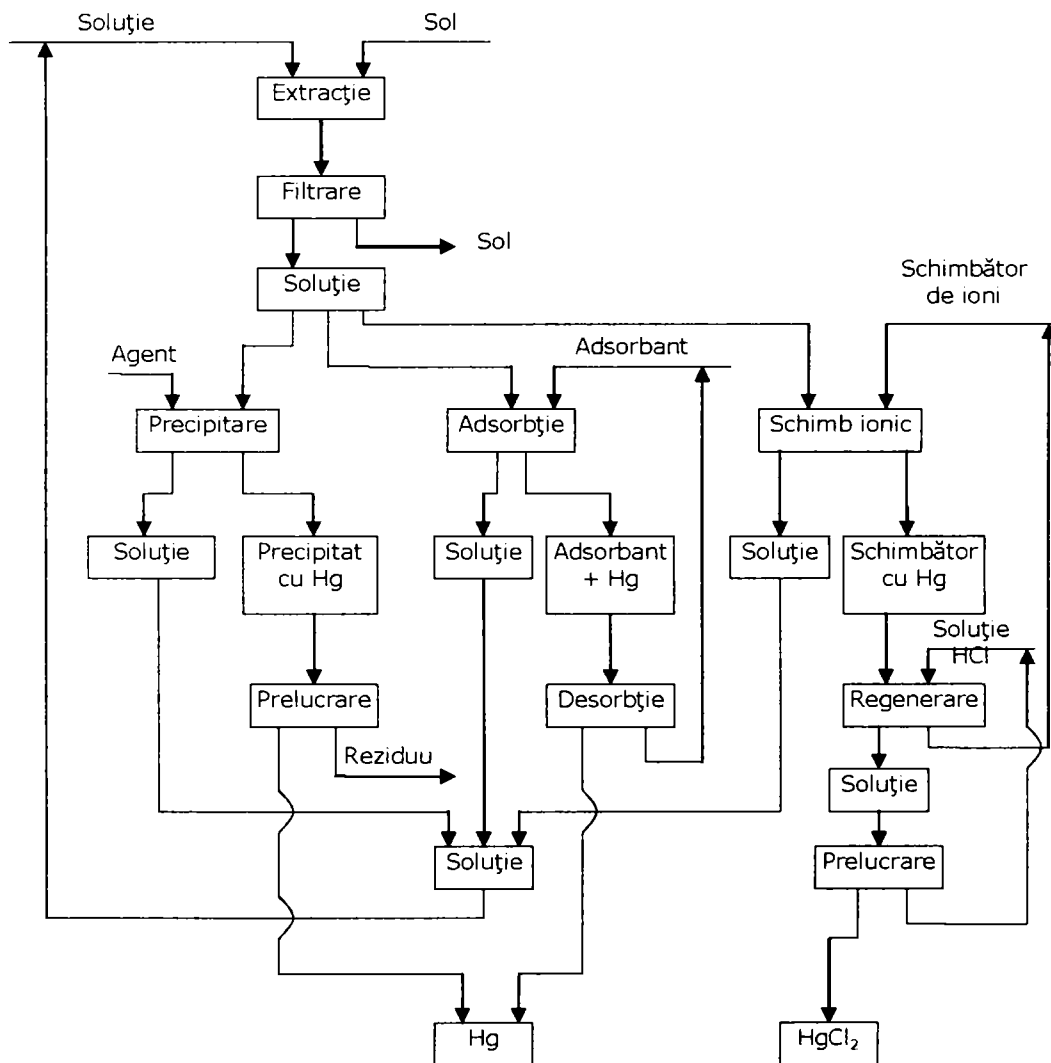 Soluţie
Sol
Extracţie
Filtrare
Sol
Soluţie
Schimbător
de ioni
Agent
Adsorbant
Precipitare
Adsorbţie
Schimb ionic
Soluţie
Precipitat
cu Hg
Soluţie
Adsorbant
+ Hg
Soluţie
Schimbător
cu Hg
Soluţie
HCl
Prelucrare
Desorbţie
Regenerare
Reziduu
Soluţie
Soluţie
Prelucrare
Hg
HgCl₂